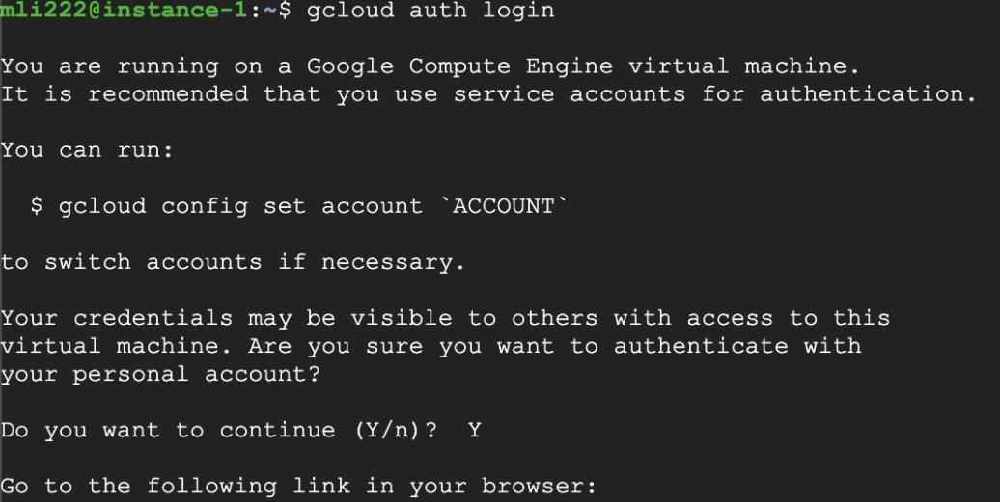 mli222@instance-1:~$ gcloud auth login
You are running on a Google Compute Engine virtual machine.
It is recommended that you use service accounts for authentication.
You can run:
$ gcloud config set account `ACCOUNT`
to switch accounts if necessary.
Your credentials may be visible to others with access to this
virtual machine. Are you sure you want to authenticate with
your personal account?
Do you want to continue (Y/n)?  Y
Go to the following link in your browser: